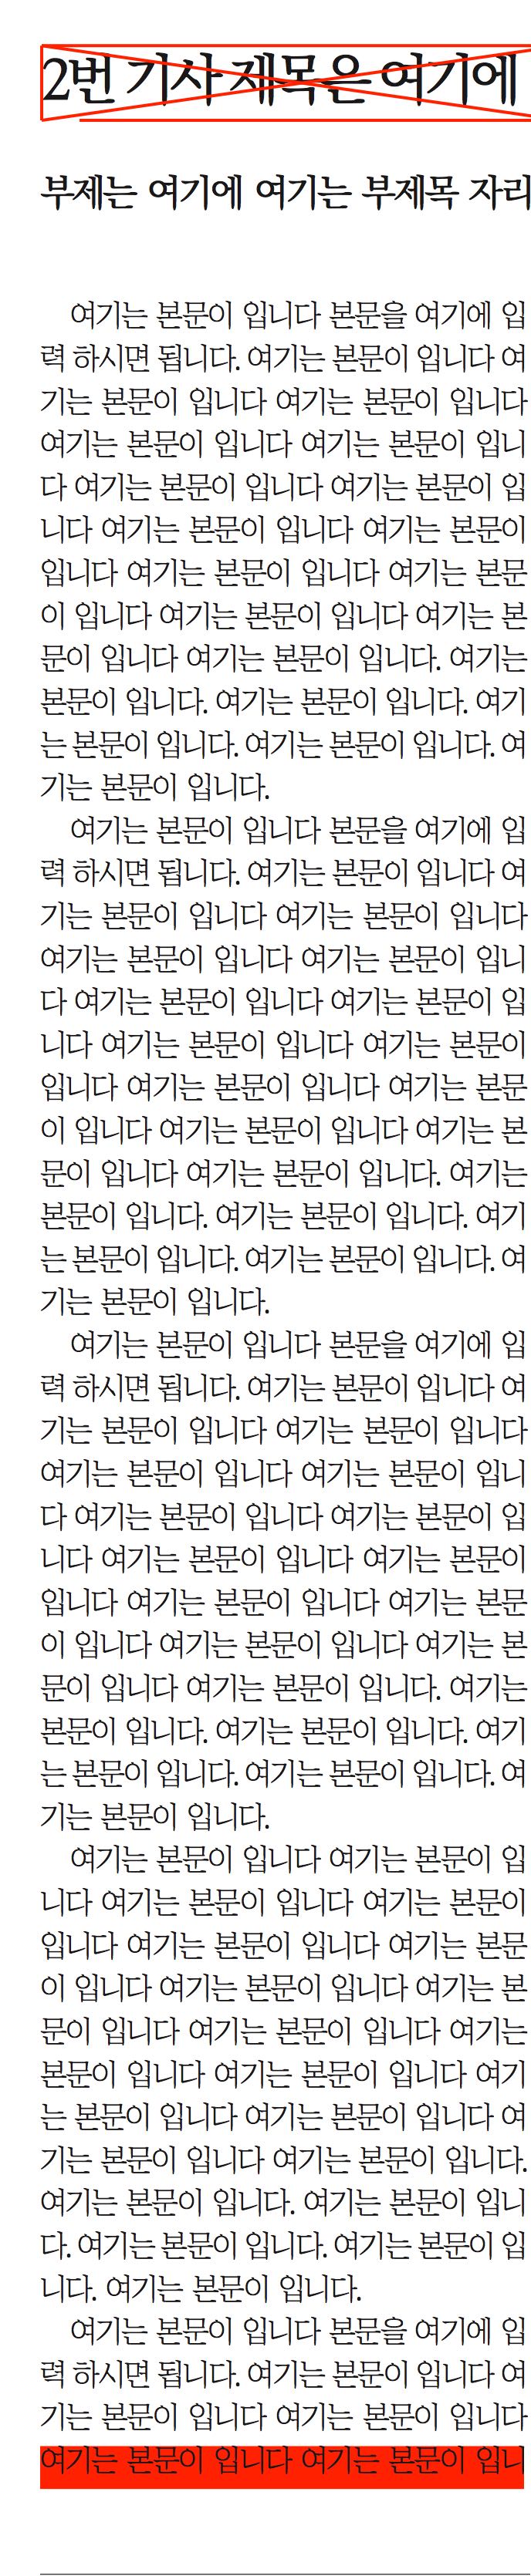 2번 기사 제목은 여기에
부제는 여기에 여기는 부제목 자리
여기는 본문이 입니다 본문을 여기에 입
력 하시면 됩니다. 여기는 본문이 입니다 여
기는 본문이 입니다 여기는 본문이 입니다
여기는 본문이 입니다 여기는 본문이 입니
다 여기는 본문이 입니다 여기는 본문이 입
니다 여기는 본문이 입니다 여기는 본문이
입니다 여기는 본문이 입니다 여기는 본문
이 입니다 여기는 본문이 입니다 여기는 본
문이 입니다 여기는 본문이 입니다. 여기는
본문이 입니다. 여기는 본문이 입니다. 여기
는 본문이 입니다. 여기는 본문이 입니다. 여
기는 본문이 입니다.
여기는 본문이 입니다 본문을 여기에 입
력 하시면 됩니다. 여기는 본문이 입니다 여
기는 본문이 입니다 여기는 본문이 입니다
여기는 본문이 입니다 여기는 본문이 입니
다 여기는 본문이 입니다 여기는 본문이 입
니다 여기는 본문이 입니다 여기는 본문이
입니다 여기는 본문이 입니다 여기는 본문
이 입니다 여기는 본문이 입니다 여기는 본
문이 입니다 여기는 본문이 입니다. 여기는
본문이 입니다. 여기는 본문이 입니다. 여기
는 본문이 입니다. 여기는 본문이 입니다. 여
기는 본문이 입니다.
여기는 본문이 입니다 본문을 여기에 입
력 하시면 됩니다. 여기는 본문이 입니다 여
기는 본문이 입니다 여기는 본문이 입니다
여기는 본문이 입니다 여기는 본문이 입니
다 여기는 본문이 입니다 여기는 본문이 입
니다 여기는 본문이 입니다 여기는 본문이
입니다 여기는 본문이 입니다 여기는 본문
이 입니다 여기는 본문이 입니다 여기는 본
문이 입니다 여기는 본문이 입니다. 여기는
본문이 입니다. 여기는 본문이 입니다. 여기
는 본문이 입니다. 여기는 본문이 입니다. 여
기는 본문이 입니다.
여기는 본문이 입니다 여기는 본문이 입
니다 여기는 본문이 입니다 여기는 본문이
입니다 여기는 본문이 입니다 여기는 본문
이 입니다 여기는 본문이 입니다 여기는 본
문이 입니다 여기는 본문이 입니다 여기는
본문이 입니다 여기는 본문이 입니다 여기
는 본문이 입니다 여기는 본문이 입니다 여
기는 본문이 입니다 여기는 본문이 입니다.
여기는 본문이 입니다. 여기는 본문이 입니
다. 여기는 본문이 입니다. 여기는 본문이 입
니다. 여기는 본문이 입니다.
여기는 본문이 입니다 본문을 여기에 입
력 하시면 됩니다. 여기는 본문이 입니다 여
기는 본문이 입니다 여기는 본문이 입니다
여기는 본문이 입니다 여기는 본문이 입니